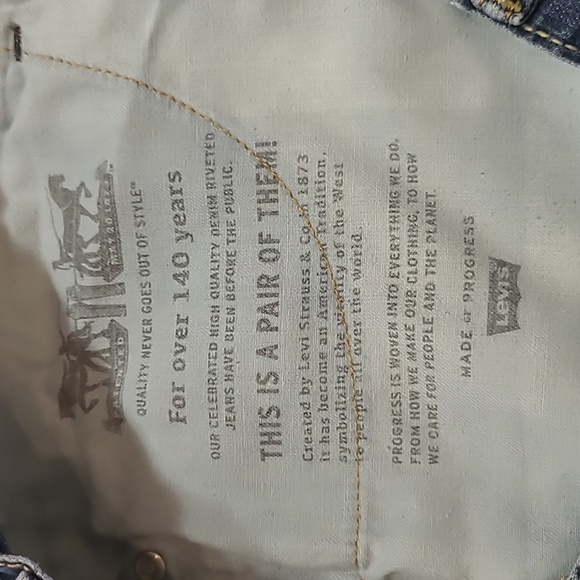 QUALITY NEVER GOES OUT OF STYLE™
For over 140 years
OUR CELEBRATED HIGH QUALITY DENIM RIVETED
JEANS HAVE BEEN BEFORE THE PUBLIC.
THIS IS A PAIR OF THEM!
Created by Levi Strauss & Co. in 1873
it has become an American Tradition,
symbolizing the vitality of the West
to people all over the world.
PROGRESS IS WOVEN INTO EVERYTHING WE DO,
FROM HOW WE MAKE OUR CLOTHING, TO HOW
WE CARE FOR PEOPLE AND THE PLANET.
MADE OF PROGRESS
Levi's